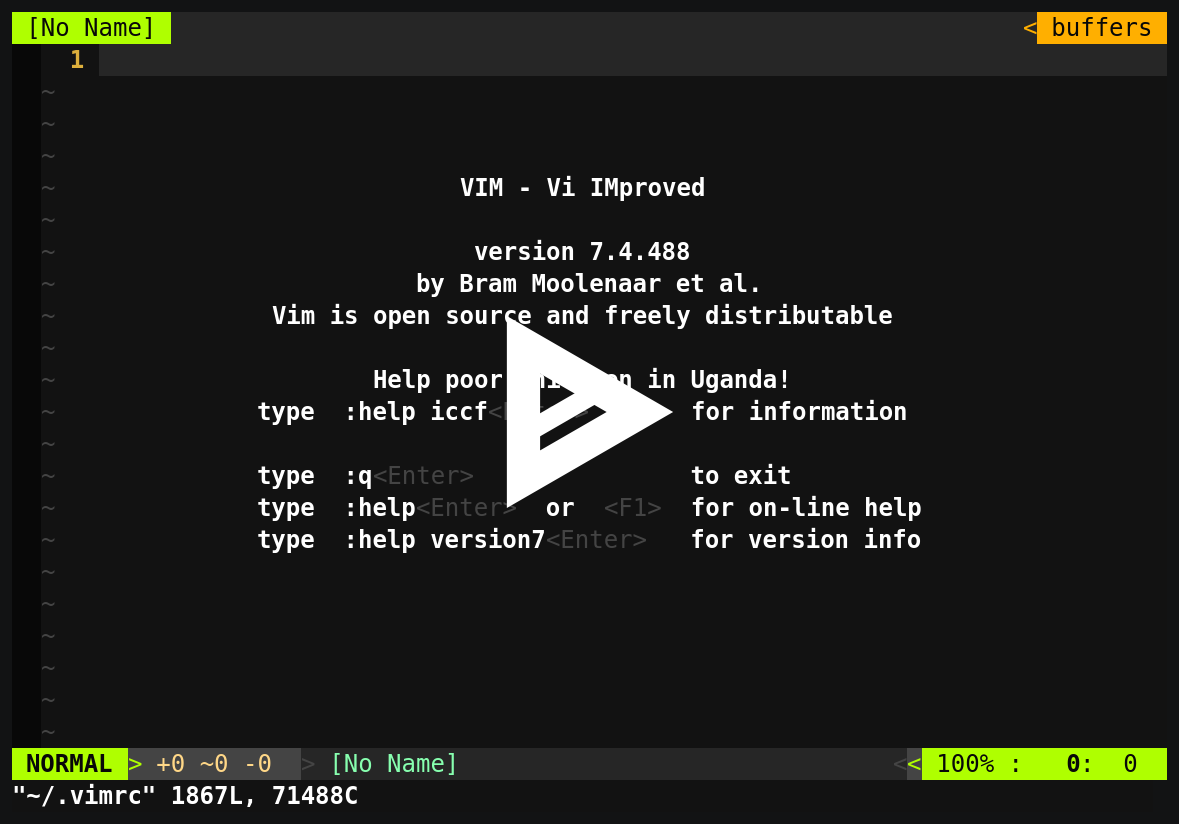 [No Name] < buffers
1
~
~
~
~ VIM - Vi IMproved
~
~ version 7.4.488
~ by Bram Moolenaar et al.
~ Vim is open source and freely distributable
~
~ Help poor in Uganda!
~ type :help iccf for information
~
~ type :q<Enter> to exit
~ type :help<Enter> or <F1> for on-line help
~ type :help version7<Enter> for version info
~
~
~
~
~
~
NORMAL > +0 ~0 -0 > [No Name] < < 100% : 0: 0
"~/.vimrc" 1867L, 71488C